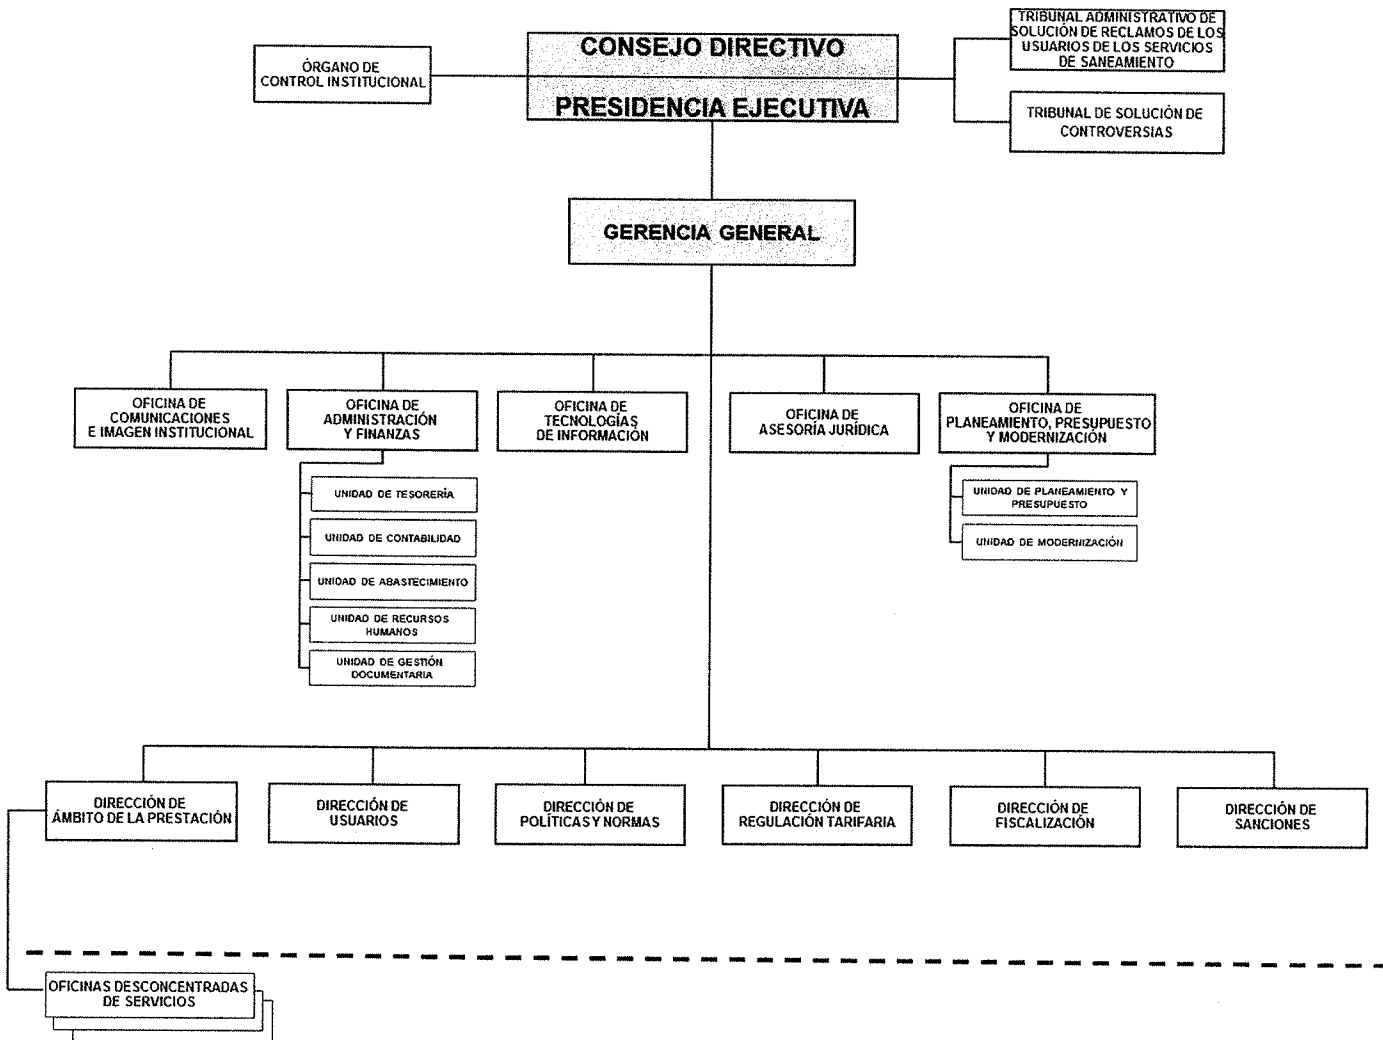 CONSEJO DIRECTIVO
PRESIDENCIA EJECUTIVA
ÓRGANO DE
CONTROL INSTITUCIONAL
TRIBUNAL ADMINISTRATIVO DE
SOLUCIÓN DE RECLAMOS DE LOS
USUARIOS DE LOS SERVICIOS
DE SANEAMIENTO
TRIBUNAL DE SOLUCIÓN DE
CONTROVERSIAS
GERENCIA GENERAL
OFICINA DE
COMUNICACIONES
E IMAGEN INSTITUCIONAL
OFICINA DE
ADMINISTRACIÓN
Y FINANZAS
OFICINA DE
TECNOLOGÍAS
DE INFORMACIÓN
OFICINA DE
ASESORÍA JURÍDICA
OFICINA DE
PLANEAMIENTO, PRESUPUESTO
Y MODERNIZACIÓN
UNIDAD DE TESORERÍA
UNIDAD DE CONTABILIDAD
UNIDAD DE ABASTECIMIENTO
UNIDAD DE RECURSOS
HUMANOS
UNIDAD DE GESTIÓN
DOCUMENTARIA
UNIDAD DE PLANEAMIENTO Y
PRESUPUESTO
UNIDAD DE MODERNIZACIÓN
DIRECCIÓN DE
ÁMBITO DE LA PRESTACIÓN
DIRECCIÓN DE
USUARIOS
DIRECCIÓN DE
POLÍTICAS Y NORMAS
DIRECCIÓN DE
REGULACIÓN TARIFARIA
DIRECCIÓN DE
FISCALIZACIÓN
DIRECCIÓN DE
SANCIONES
OFICINAS DESCONCENTRADAS
DE SERVICIOS